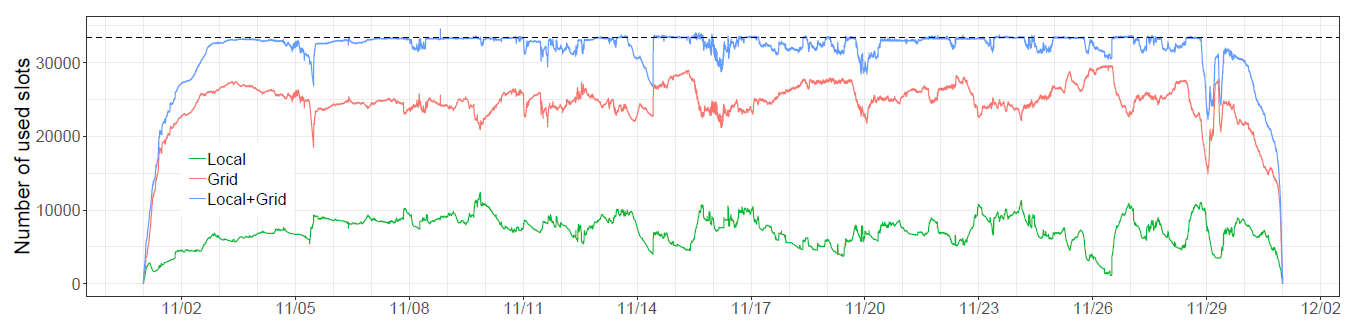 Number of used slots
30000
20000
10000
0
Local
Grid
Local+Grid
11/02 11/05 11/08 11/11 11/14 11/17 11/20 11/23 11/26 11/29 12/02